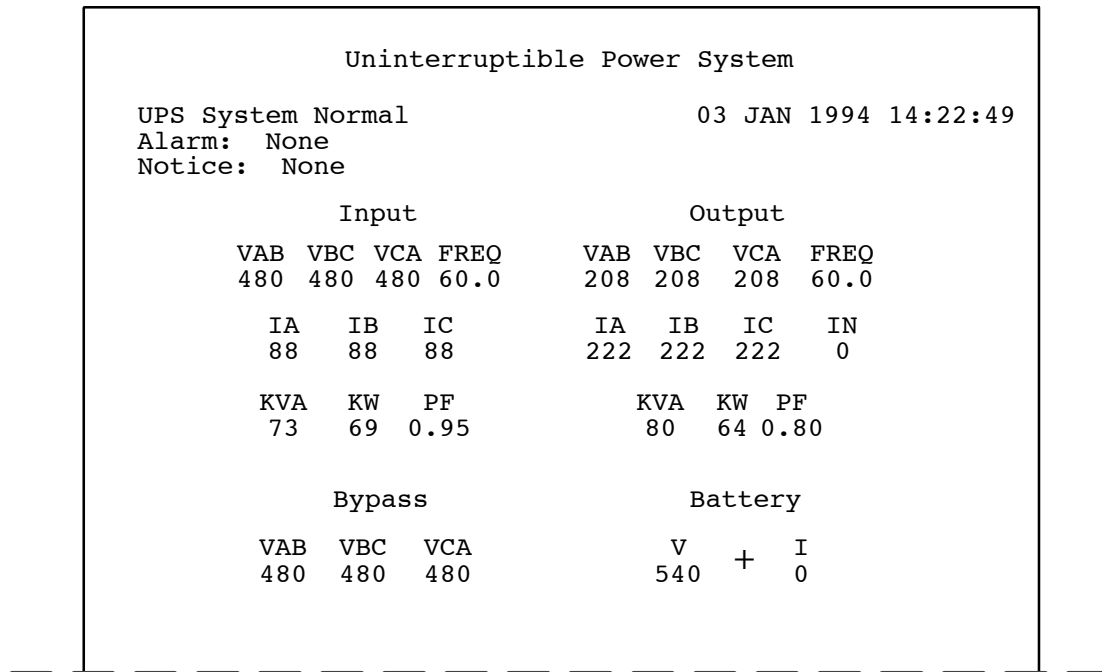 Uninterruptible Power System
UPS System Normal 03 JAN 1994 14:22:49
Alarm: None
Notice: None
Input Output
VAB VBC VCA FREQ VAB VBC VCA FREQ
480 480 480 60.0 208 208 208 60.0
IA IB IC IA IB IC IN
88 88 88 222 222 222 0
KVA KW PF KVA KW PF
73 69 0.95 80 64 0.80
Bypass Battery
VAB VBC VCA V + I
480 480 480 540 0